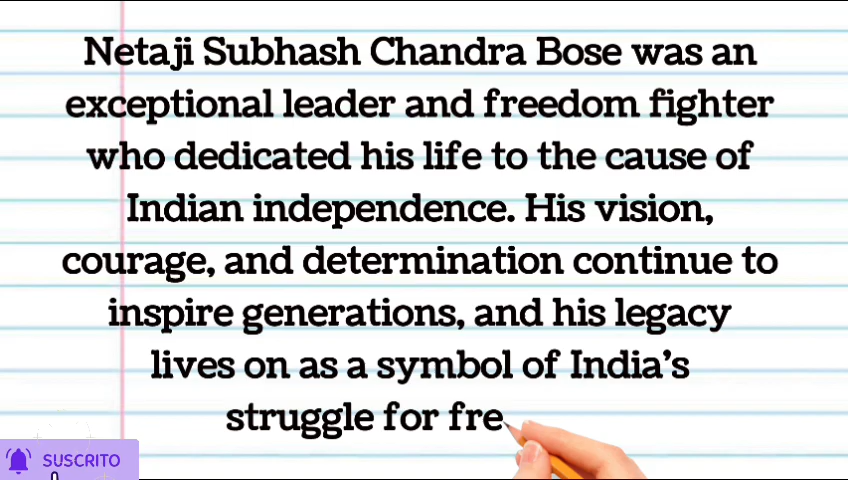 Netaji Subhash Chandra Bose was an
exceptional leader and freedom fighter
who dedicated his life to the cause of
Indian independence. His vision,
courage, and determination continue to
inspire generations, and his legacy
lives on as a symbol of India’s
struggle for fre
SUSCRITO